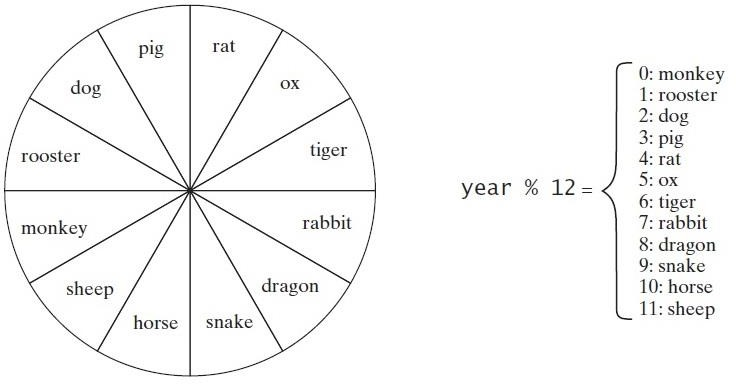 pig
rat
dog
ox
rooster
tiger
monkey
rabbit
sheep
dragon
horse
snake
year % 12 =
0: monkey
1: rooster
2: dog
3: pig
4: rat
5: ox
6: tiger
7: rabbit
8: dragon
9: snake
10: horse
11: sheep